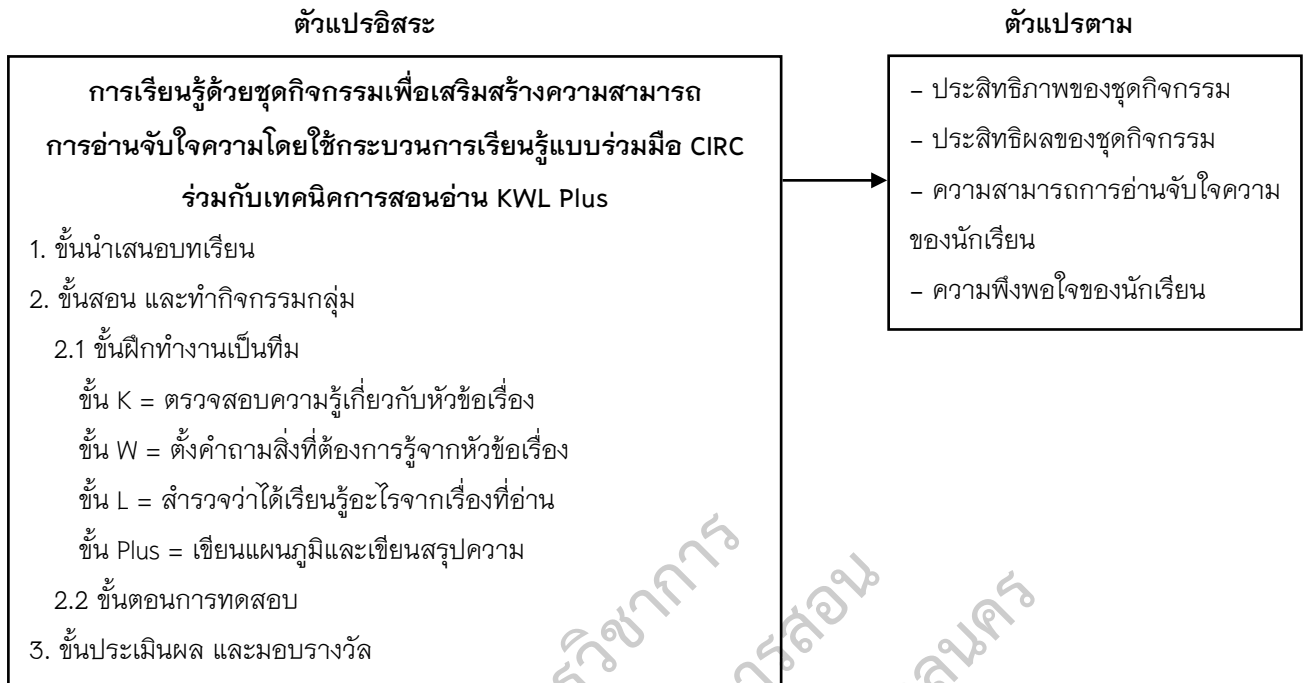 ตัวแปรอิสระ
การเรียนรู้ด้วยชุดกิจกรรมเพื่อเสริมสร้างความสามารถ
การอ่านจับใจความโดยใช้กระบวนการเรียนรู้แบบร่วมมือ CIRC
ร่วมกับเทคนิคการสอนอ่าน KWL Plus
1. ขั้นนำเสนอบทเรียน
2. ขั้นสอน และทำกิจกรรมกลุ่ม
2.1 ขั้นฝึกทำงานเป็นทีม
ขั้น K = ตรวจสอบความรู้เกี่ยวกับหัวข้อเรื่อง
ขั้น W = ตั้งคำถามสิ่งที่ต้องการรู้จากหัวข้อเรื่อง
ขั้น L = สำรวจว่าได้เรียนรู้อะไรจากเรื่องที่อ่าน
ขั้น Plus = เขียนแผนภูมิและเขียนสรุปความ
2.2 ขั้นตอนการทดสอบ
3. ขั้นประเมินผล และมอบรางวัล
ตัวแปรตาม
– ประสิทธิภาพของชุดกิจกรรม
– ประสิทธิผลของชุดกิจกรรม
– ความสามารถการอ่านจับใจความ
ของนักเรียน
– ความพึงพอใจของนักเรียน